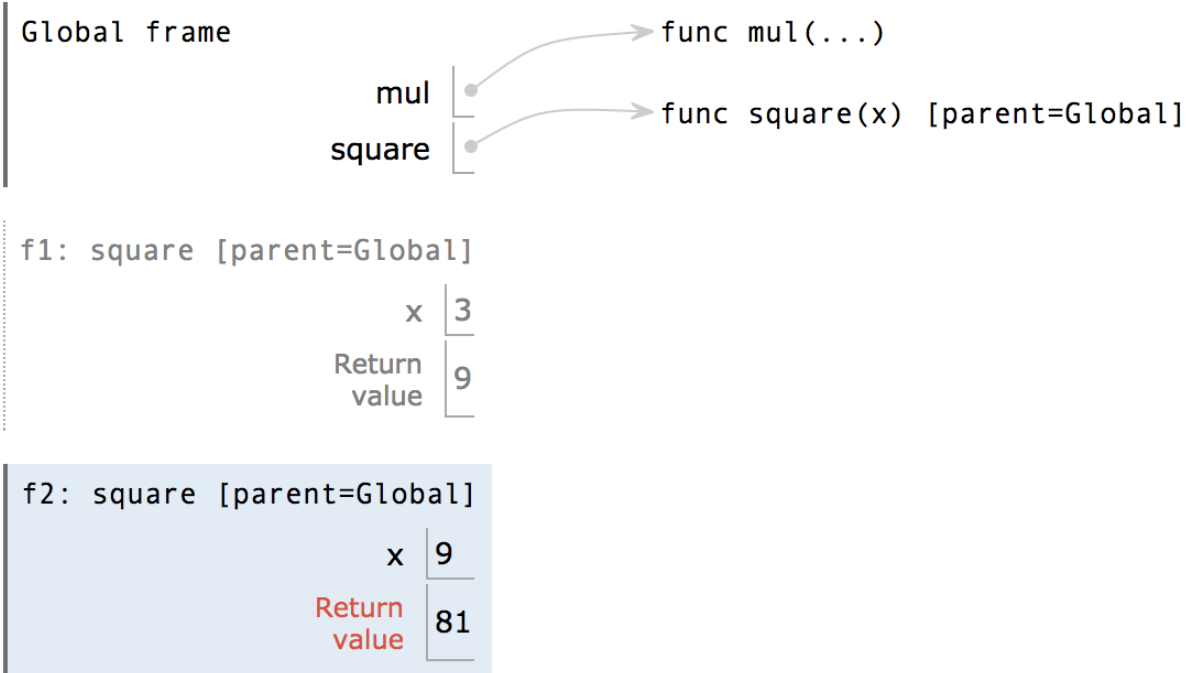 Global frame
func mul(...)
mul
func square(x) [parent=Global]
square
f1: square [parent=Global]
x 3
Return
value 9
f2: square [parent=Global]
x 9
Return
value 81